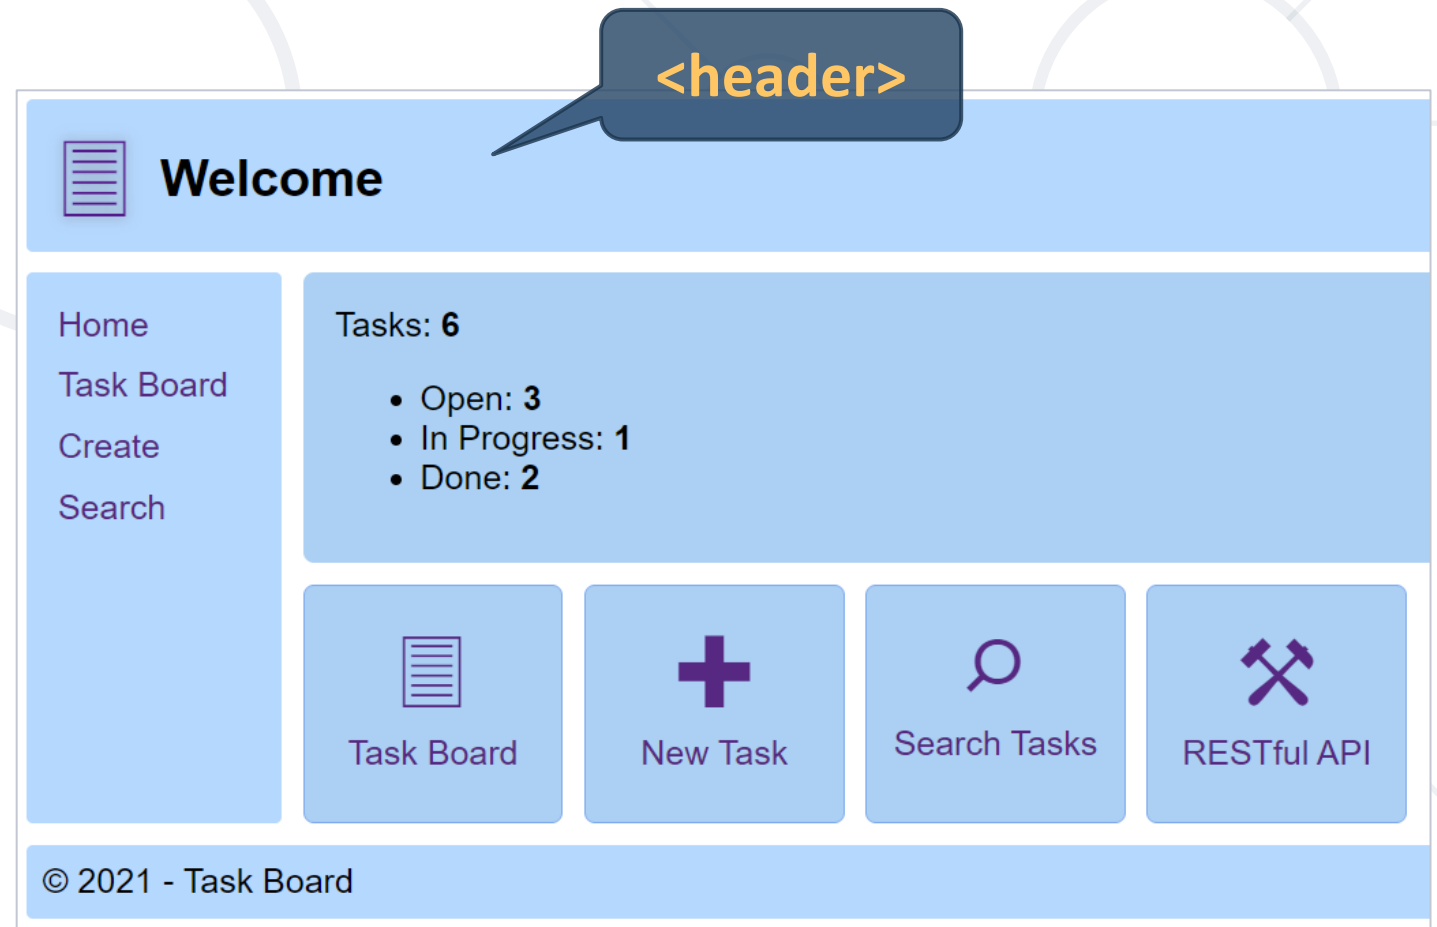 <header>
Welcome
Home
Task Board
Create
Search
Tasks: 6
• Open: 3
• In Progress: 1
• Done: 2
Task Board
New Task
Search Tasks
RESTful API
© 2021 - Task Board